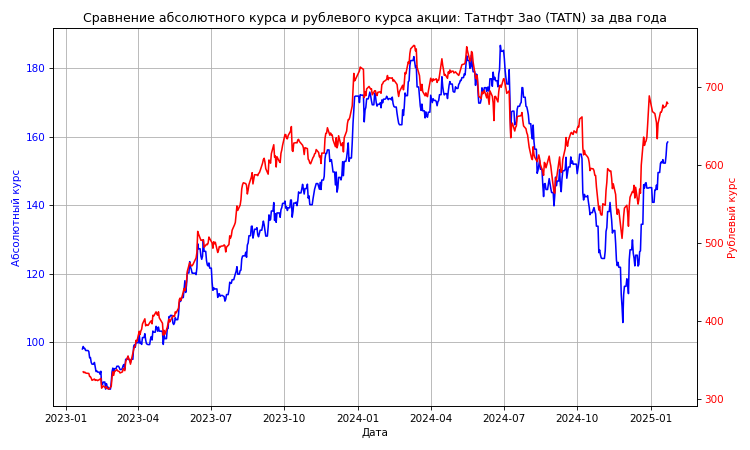 Сравнение абсолютного курса и рублевого курса акции: Татнфт 3ао (TATN) за два года
Абсолютный курс
180
160
140
120
100
700
600
500
400
300
Рублевый курс
2023-01 2023-04 2023-07 2023-10 2024-01 2024-04 2024-07 2024-10 2025-01
Дата